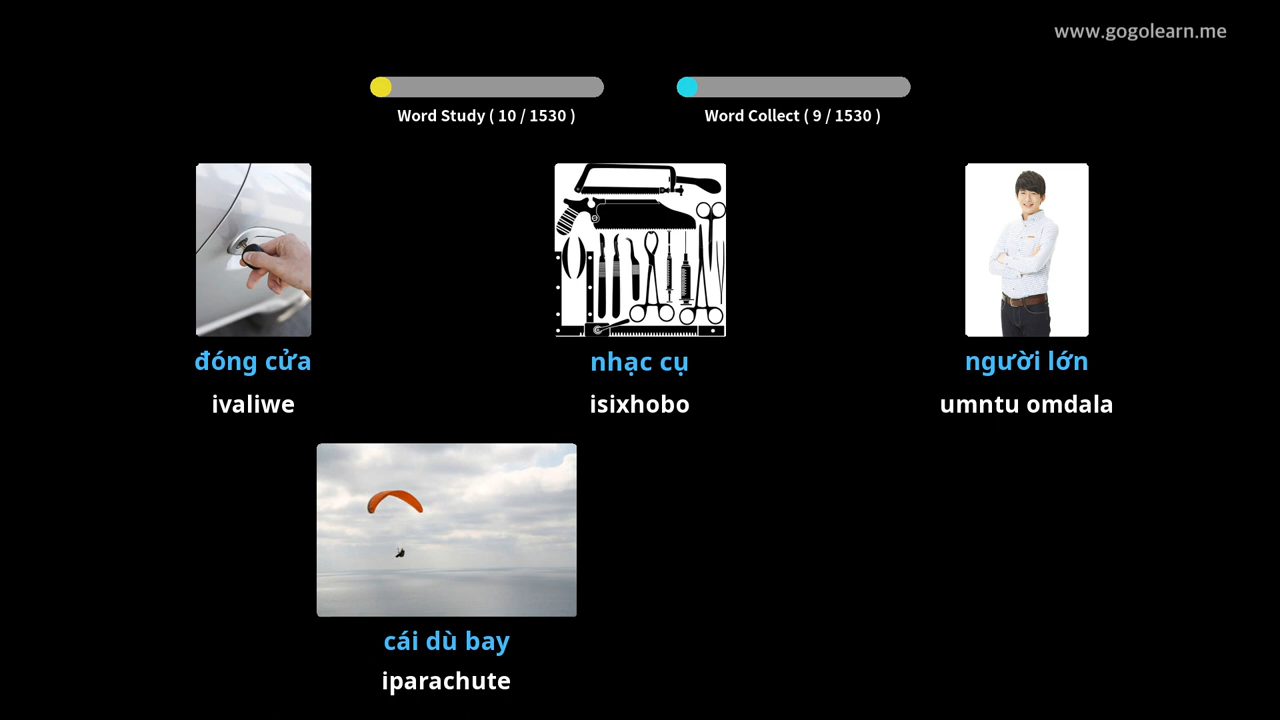 www.gogolearn.me
Word Study ( 10 / 1530 )
Word Collect ( 9 / 1530 )
đóng cửa
nhạc cụ
người lớn
ivaliwe
isixhobo
umntu omdala
cái dù bay
iparachute